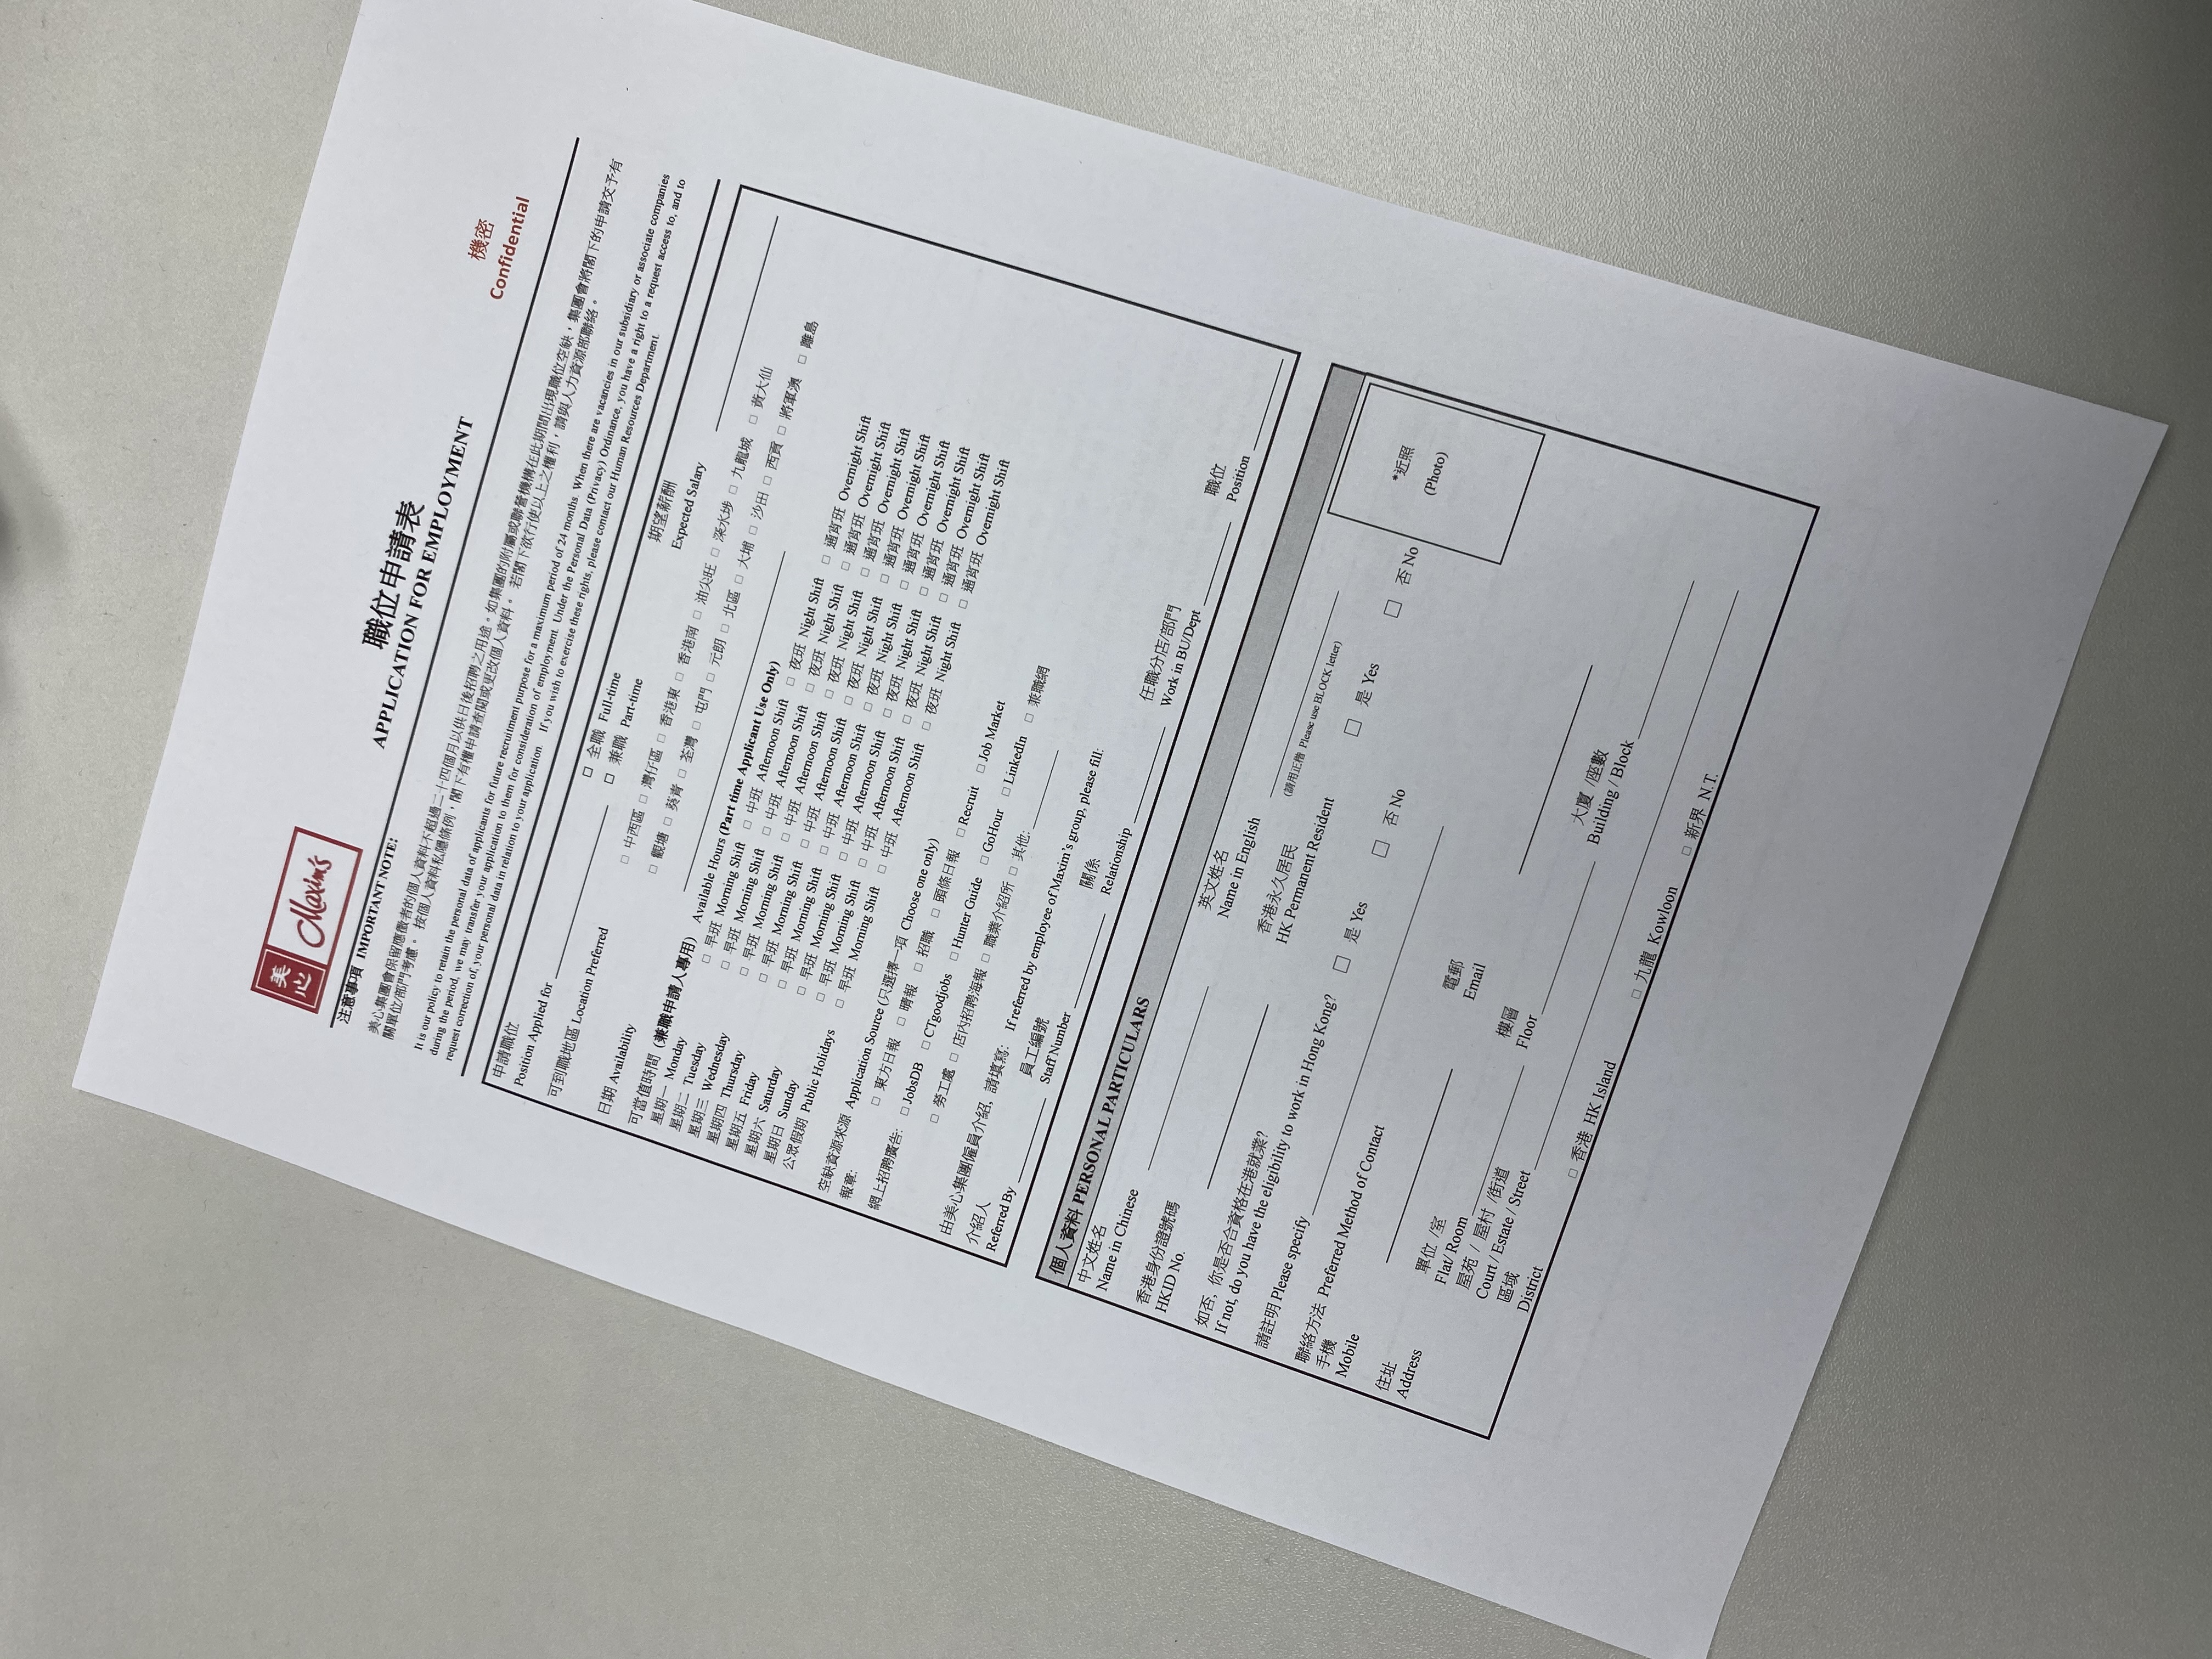 美心 Maxim's
職位申請表
APPLICATION FOR EMPLOYMENT
機密
Confidential
注意事項 IMPORTANT NOTE:
美心集團會保留應徵者的個人資料不超過二十四個月以供日後招聘之用途。如集團的附屬或聯營機構在此期間出現職位空缺，集團會將閣下的申請交予有
關單位/部門考慮。 按個人資料私隱條例，閣下有權申請查閱或更改個人資料。 若閣下欲行使以上之權利，請與人力資源部聯絡。
It is our policy to retain the personal data of applicants for future recruitment purpose for a maximum period of 24 months. When there are vacancies in our subsidiary or associate companies
during the period, we may transfer your application to them for consideration of employment. Under the Personal Data (Privacy) Ordinance, you have a right to a request access to, and to
request correction of, your personal data in relation to your application. If you wish to exercise these rights, please contact our Human Resources Department.
申請職位 □ 全職 Full-time 期望薪酬
Position Applied for □ 兼職 Part-time Expected Salary
可到職地區 Location Preferred □ 中西區 □ 灣仔區 □ 香港東 □ 香港南 □ 油尖旺 □ 深水埗 □ 九龍城 □ 黃大仙
□ 觀塘 □ 葵青 □ 荃灣 □ 屯門 □ 元朗 □ 北區 □ 大埔 □ 沙田 □ 西貢 □ 將軍澳 □ 離島
日期 Availability
可當值時間 (兼職申請人專用) Available Hours (Part time Applicant Use Only)
星期一 Monday □ 早班 Morning Shift □ 中班 Afternoon Shift □ 夜班 Night Shift □ 通宵班 Overnight Shift
星期二 Tuesday □ 早班 Morning Shift □ 中班 Afternoon Shift □ 夜班 Night Shift □ 通宵班 Overnight Shift
星期三 Wednesday □ 早班 Morning Shift □ 中班 Afternoon Shift □ 夜班 Night Shift □ 通宵班 Overnight Shift
星期四 Thursday □ 早班 Morning Shift □ 中班 Afternoon Shift □ 夜班 Night Shift □ 通宵班 Overnight Shift
星期五 Friday □ 早班 Morning Shift □ 中班 Afternoon Shift □ 夜班 Night Shift □ 通宵班 Overnight Shift
星期六 Saturday □ 早班 Morning Shift □ 中班 Afternoon Shift □ 夜班 Night Shift □ 通宵班 Overnight Shift
星期日 Sunday □ 早班 Morning Shift □ 中班 Afternoon Shift □ 夜班 Night Shift □ 通宵班 Overnight Shift
公眾假期 Public Holidays □ 早班 Morning Shift □ 中班 Afternoon Shift □ 夜班 Night Shift □ 通宵班 Overnight Shift
空缺資源來源 Application Source (只選擇一項 Choose one only)
報章: □ 東方日報 □ 晴報 □ 招職 □ 頭條日報 □ Recruit □ Job Market
網上招聘廣告: □ JobsDB □ CTgoodjobs □ Hunter Guide □ GoHour □ LinkedIn □ 兼職網
□ 勞工處 □ 店內招聘海報 □ 職業介紹所 □ 其他:
由美心集團僱員介紹, 請填寫: If referred by employee of Maxim's group, please fill:
介紹人 員工編號 關係 任職分店/部門 職位
Referred By Staff Number Relationship Work in BU/Dept Position
個人資料 PERSONAL PARTICULARS
中文姓名 英文姓名
Name in Chinese Name in English
(請用正楷 Please use BLOCK letter)
香港身份證號碼 香港永久居民
HKID No. HK Permanent Resident □ 是 Yes □ 否 No
*近照
(Photo)
如否, 你是否合資格在港就業?
If not, do you have the eligibility to work in Hong Kong? □ 是 Yes □ 否 No
請註明 Please specify
聯絡方法 Preferred Method of Contact
手機 電郵
Mobile Email
住址 單位 /室 樓層 大廈 /座數
Address Flat/ Room Floor Building / Block
屋苑 / 屋村 /街道
Court / Estate / Street
區域
District □ 香港 HK Island □ 九龍 Kowloon □ 新界 N.T.